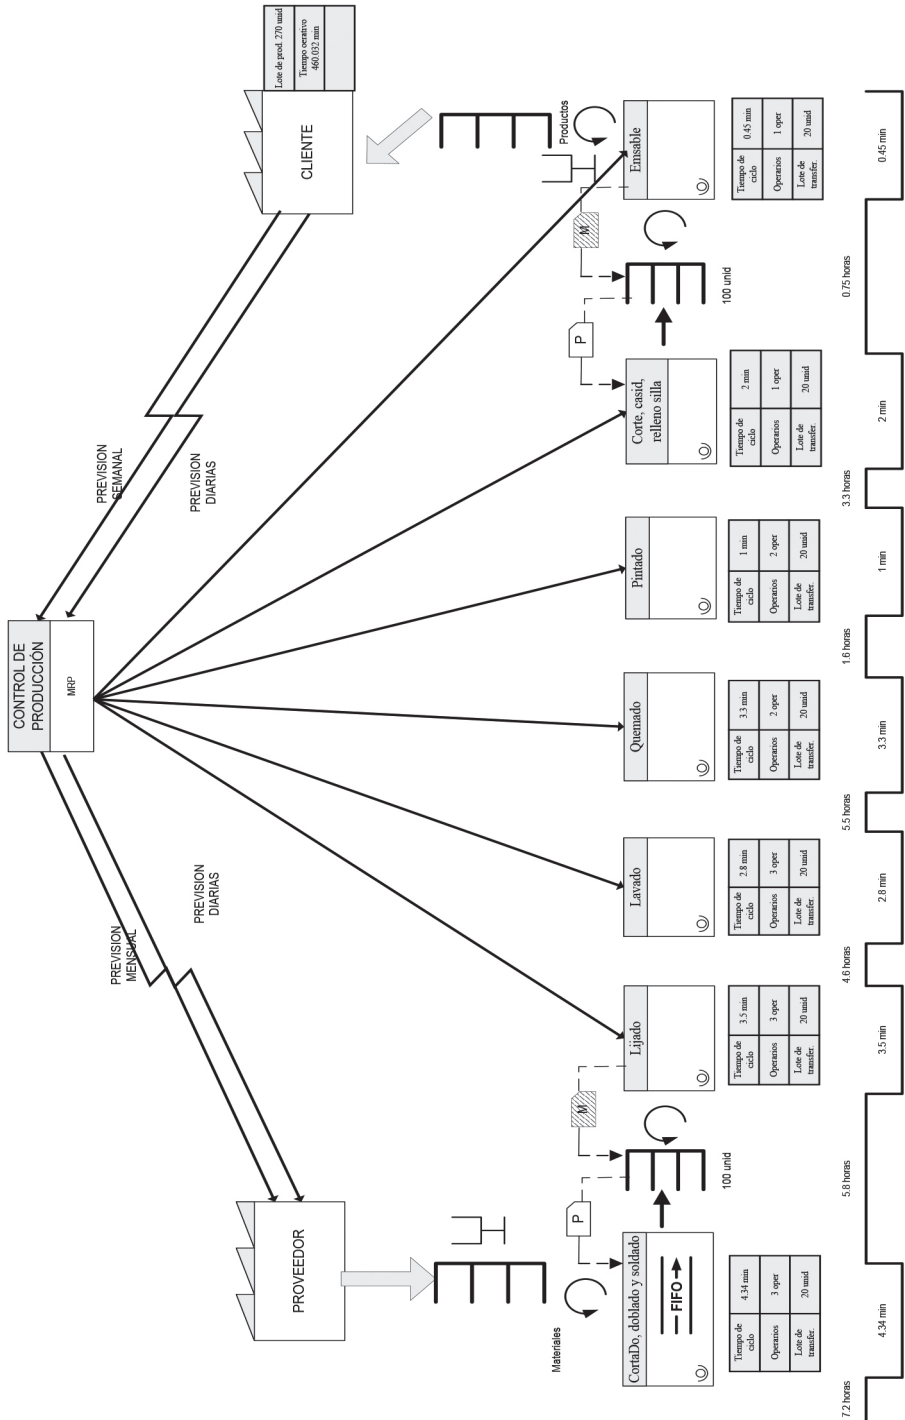 CONTROL DE
PRODUCCIÓN
MRP
PREVISION
MENSUAL
PREVISION
DIARIAS
PREVISION
SEMANAL
PREVISION
DIARIAS
PROVEEDOR
CLIENTE
Lote de prod. 270 unid
Tiempo oerativo
460.032 min
Materiales
Productos
P
M
P
M
100 unid
100 unid
CortaDo, doblado y soldado
FIFO
Lijado
Lavado
Quemado
Pintado
Corte, casid,
relleno silla
Emsable
Tiempo de
ciclo
4.34 min
Operarios
3 oper
Lote de
transfer.
20 unid
Tiempo de
ciclo
3.5 min
Operarios
3 oper
Lote de
transfer.
20 unid
Tiempo de
ciclo
2.8 min
Operarios
3 oper
Lote de
transfer.
20 unid
Tiempo de
ciclo
3.3 min
Operarios
2 oper
Lote de
transfer.
20 unid
Tiempo de
ciclo
1 min
Operarios
2 oper
Lote de
transfer.
20 unid
Tiempo de
ciclo
2 min
Operarios
1 oper
Lote de
transfer.
20 unid
Tiempo de
ciclo
0.45 min
Operarios
1 oper
Lote de
transfer.
20 unid
7.2 horas
4.34 min
5.8 horas
3.5 min
4.6 horas
2.8 min
5.5 horas
3.3 min
1.6 horas
1 min
3.3 horas
2 min
0.75 horas
0.45 min